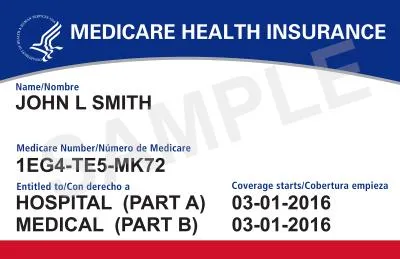 MEDICARE HEALTH INSURANCE
Name/Nombre
JOHN L SMITH
Medicare Number/Número de Medicare
1EG4-TE5-MK72
Entitled to/Con derecho a Coverage starts/Cobertura empieza
HOSPITAL (PART A) 03-01-2016
MEDICAL (PART B) 03-01-2016
SAMPLE